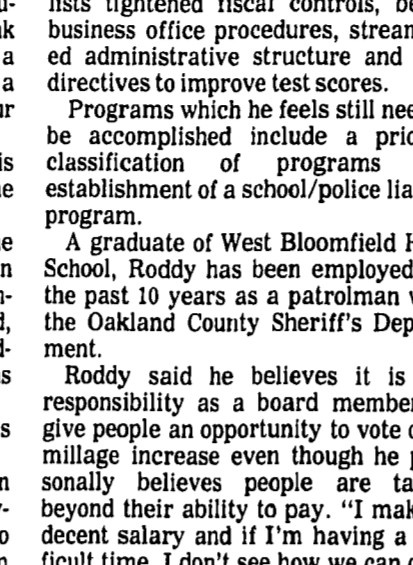 lists tightened fiscal controls, be
business office procedures, stream
ed administrative structure and
directives to improve test scores.
Programs which he feels still nee
be accomplished include a prio
classification of programs
establishment of a school/police lia
program.
A graduate of West Bloomfield H
School, Roddy has been employed
the past 10 years as a patrolman w
the Oakland County Sheriff's Dep
ment.
Roddy said he believes it is
responsibility as a board member
give people an opportunity to vote o
millage increase even though he p
sonally believes people are ta
beyond their ability to pay. "I mak
decent salary and if I'm having a
ficult time, I don't see how we can